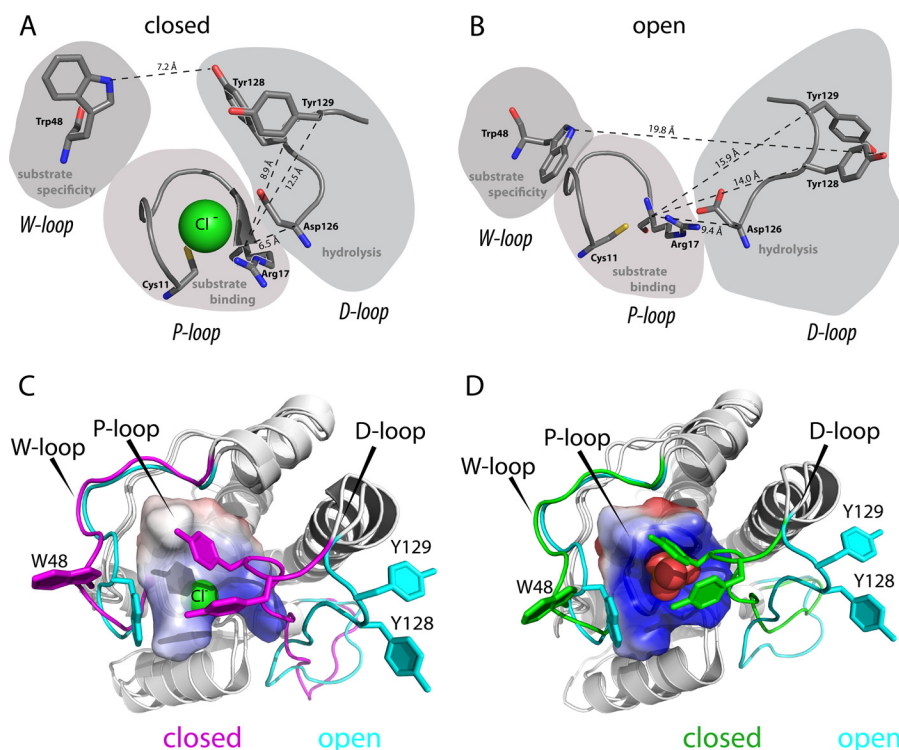 A
closed
7.2 Å
Tyr128
Tyr129
Trp48
substrate
specificity
W-loop
8.9 Å
12.5 Å
Cl⁻
Asp126
6.5 Å
hydrolysis
Cys11
Arg17
substrate
binding
P-loop
D-loop
B
open
Tyr129
Trp48
19.8 Å
15.9 Å
Tyr128
substrate
specificity
14.0 Å
W-loop
Asp126
9.4 Å
Arg17
Cys11
hydrolysis
substrate
binding
P-loop
D-loop
C
P-loop
W-loop
D-loop
W48
Y129
Cl⁻
Y128
closed
open
D
P-loop
D-loop
W-loop
Y129
W48
Y128
closed
open